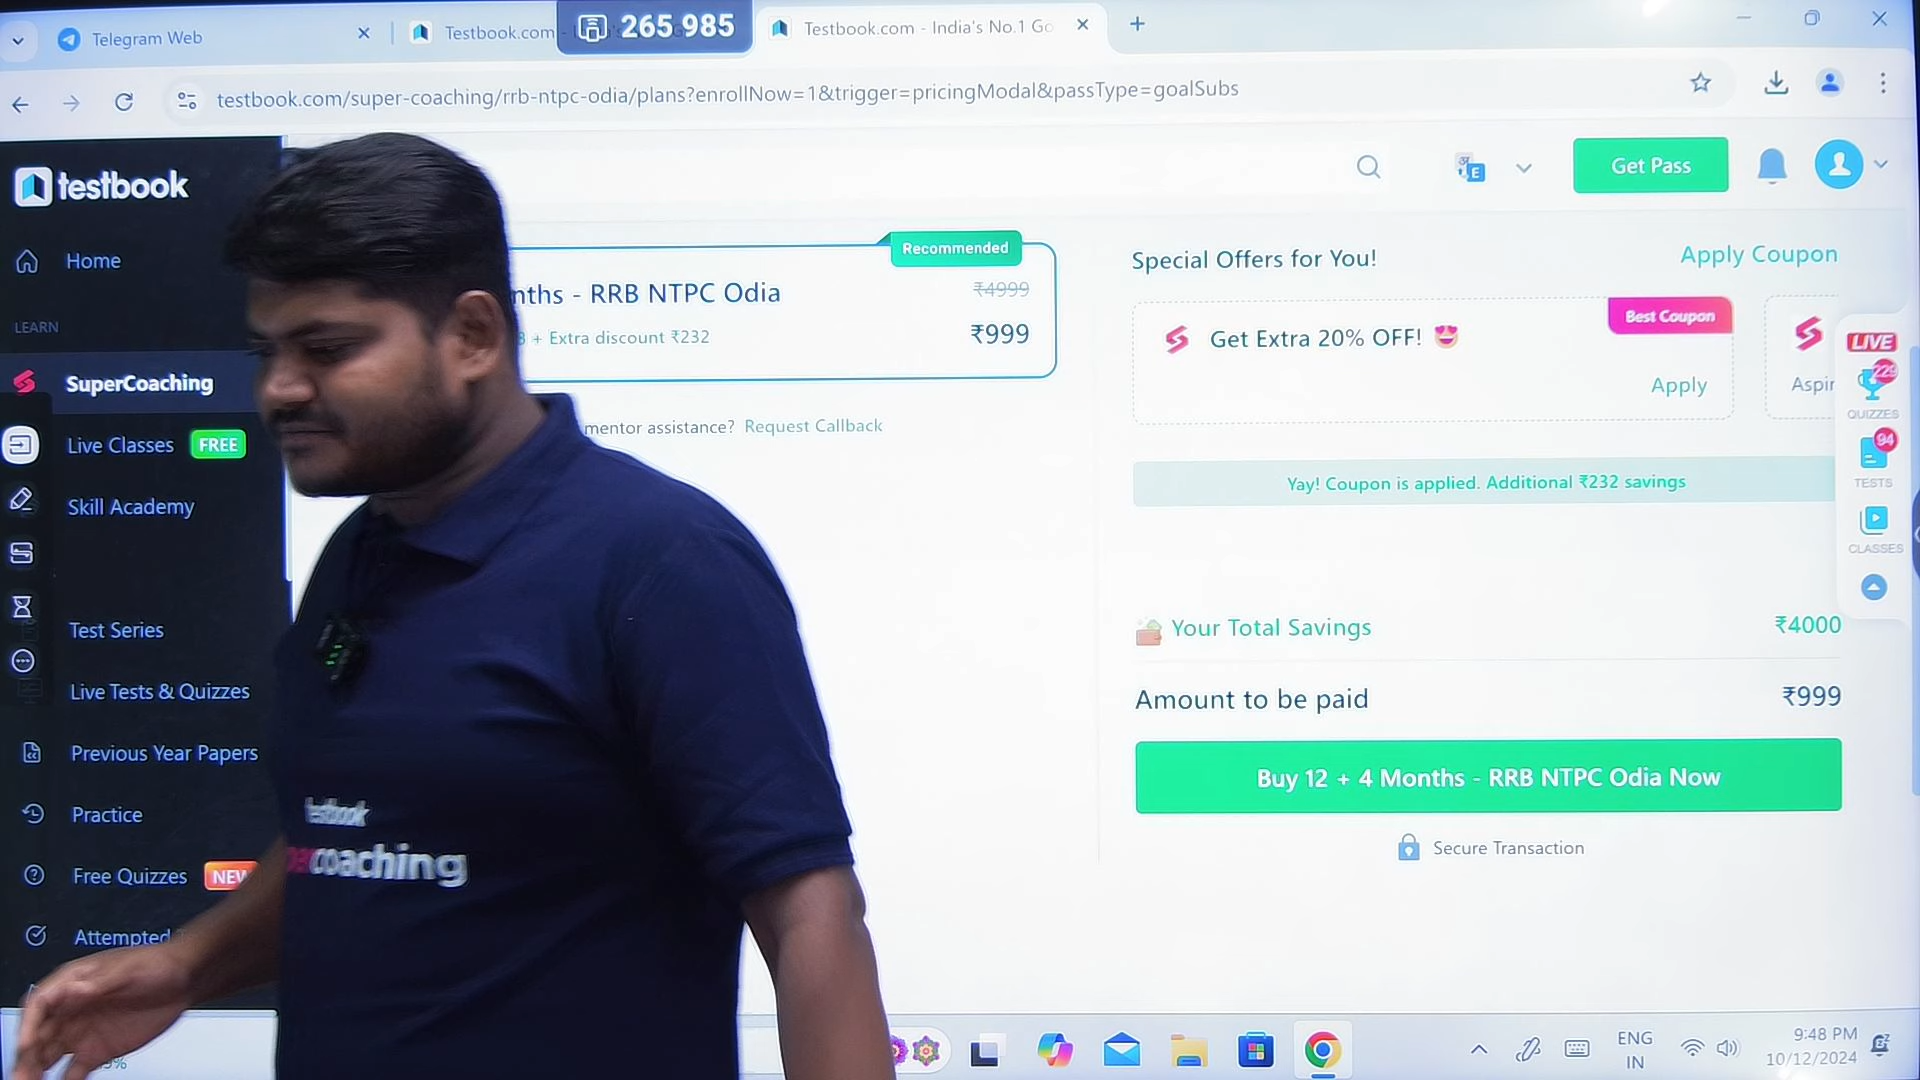 Telegram Web
Testbook.com -
265 985
Testbook.com - India's No.1 Go
testbook.com/super-coaching/rrb-ntpc-odia/plans?enrollNow=1&trigger=pricingModal&passType=goalSubs
testbook
E
Get Pass
Home
LEARN
SuperCoaching
Live Classes FREE
Skill Academy
Test Series
Live Tests & Quizzes
Previous Year Papers
Practice
Free Quizzes NEW
Attempted
Recommended
nths - RRB NTPC Odia ₹4999
+ Extra discount ₹232 ₹999
mentor assistance? Request Callback
Special Offers for You! Apply Coupon
Best Coupon
Get Extra 20% OFF!
Apply
Aspir
Yay! Coupon is applied. Additional ₹232 savings
Your Total Savings ₹4000
Amount to be paid ₹999
Buy 12 + 4 Months - RRB NTPC Odia Now
Secure Transaction
LIVE
229
QUIZZES
94
TESTS
CLASSES
testbook
coaching
ENG
IN
9:48 PM
10/12/2024